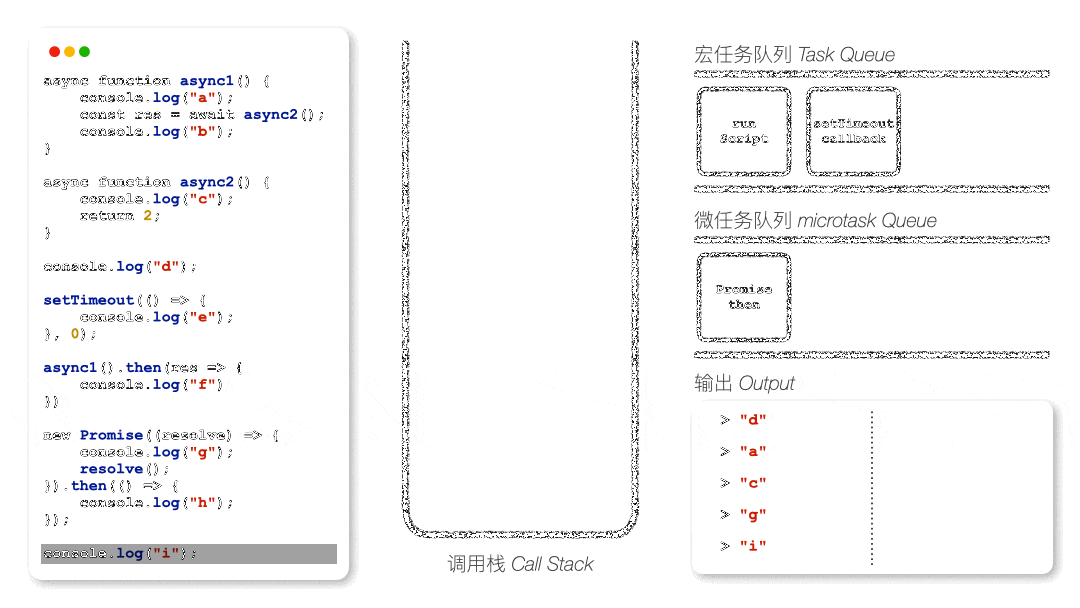 async function async1() {
    console.log("a");
    const res = await async2();
    console.log("b");
}
async function async2() {
    console.log("c");
    return 2;
}
console.log("d");
setTimeout(() => {
    console.log("e");
}, 0);
async1().then(res => {
    console.log("f")
})
new Promise((resolve) => {
    console.log("g");
    resolve();
}).then(() => {
    console.log("h");
});
console.log("i");
调用栈 Call Stack
宏任务队列 Task Queue
run
Script
setTimeout
callback
微任务队列 microtask Queue
Promise
then
输出 Output
> "d"
> "a"
> "c"
> "g"
> "i"